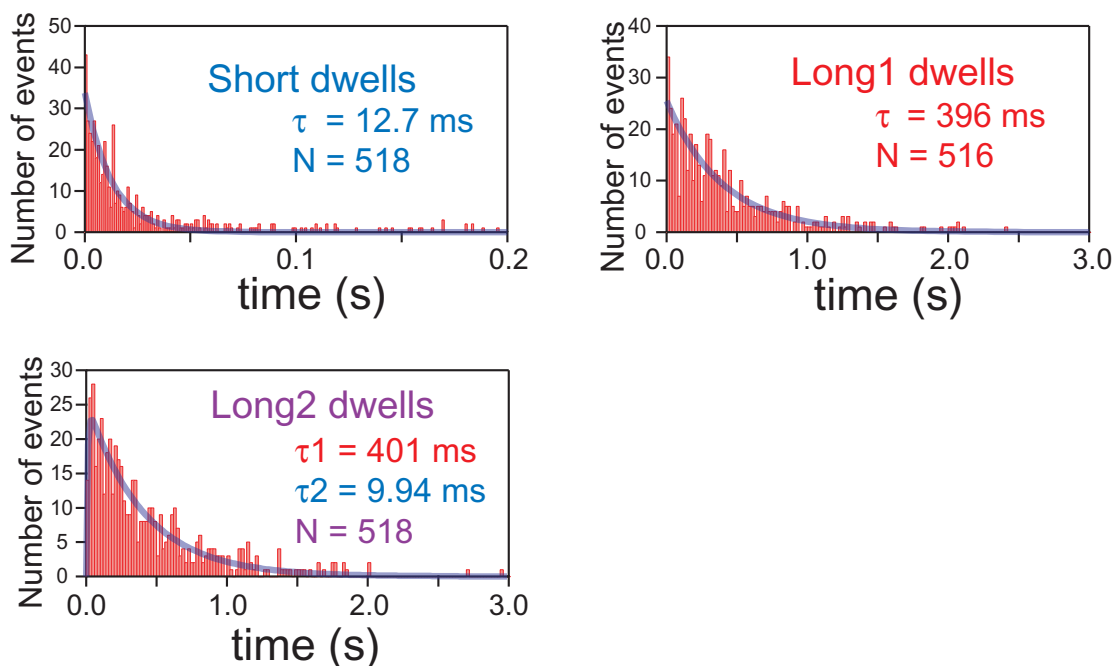 Number of events
50
40
30
20
10
0
Short dwells
τ = 12.7 ms
N = 518
0.0
0.1
0.2
time (s)
Number of events
40
30
20
10
0
Long1 dwells
τ = 396 ms
N = 516
0.0
1.0
2.0
3.0
time (s)
Number of events
30
25
20
15
10
5
0
Long2 dwells
τ1 = 401 ms
τ2 = 9.94 ms
N = 518
0.0
1.0
2.0
3.0
time (s)